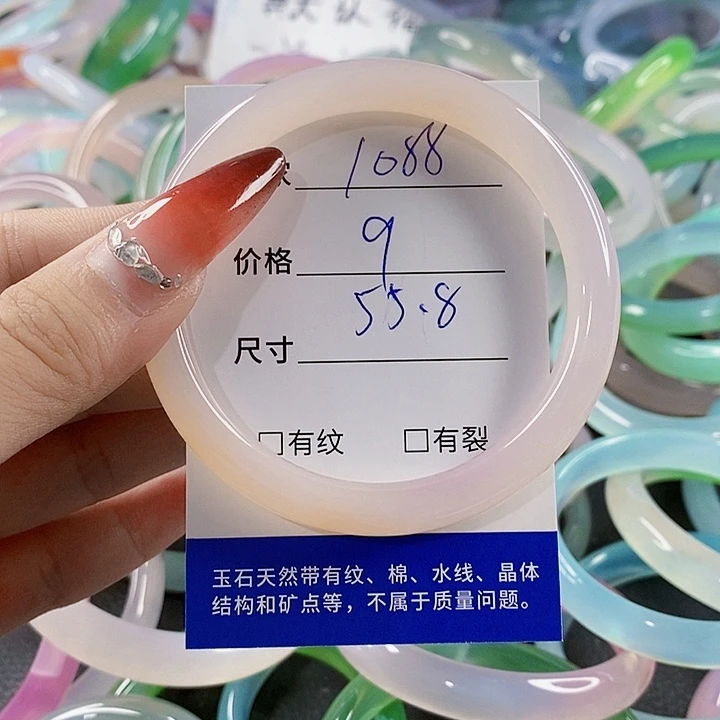 1088
价格 9
尺寸 55.8
□有纹 □有裂
玉石天然带有纹、棉、水线、晶体
结构和矿点等，不属于质量问题。